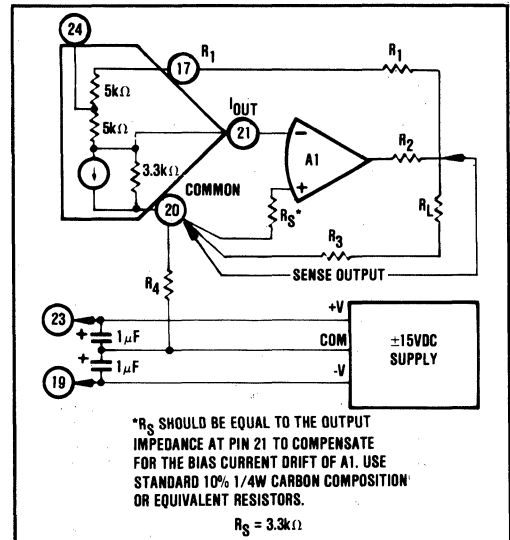 24
R1
17
R1
5kΩ
IOUT
5kΩ
21
−
R2
A1
3.3kΩ
COMMON
+
20
RS*
RL
R3
R4
SENSE OUTPUT
23
+V
+
1μF
COM
±15VDC
SUPPLY
+
1μF
-V
19
*RS SHOULD BE EQUAL TO THE OUTPUT
IMPEDANCE AT PIN 21 TO COMPENSATE
FOR THE BIAS CURRENT DRIFT OF A1. USE
STANDARD 10% 1/4W CARBON COMPOSITION
OR EQUIVALENT RESISTORS.
RS = 3.3kΩ